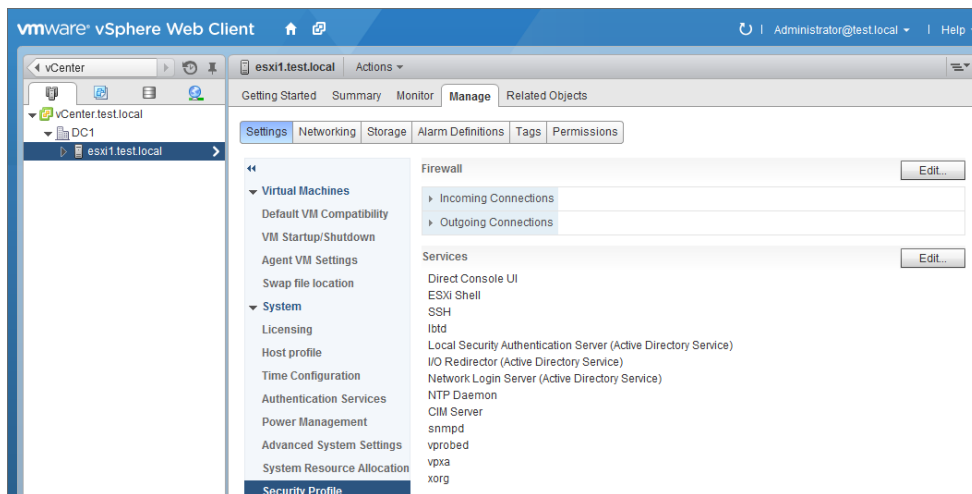 vmware® vSphere Web Client
Administrator@test.local
Help
vCenter
esxi1.test.local Actions
Getting Started Summary Monitor Manage Related Objects
vCenter.test.local
DC1
esxi1.test.local
Settings Networking Storage Alarm Definitions Tags Permissions
Virtual Machines
Default VM Compatibility
VM Startup/Shutdown
Agent VM Settings
Swap file location
System
Licensing
Host profile
Time Configuration
Authentication Services
Power Management
Advanced System Settings
System Resource Allocation
Security Profile
Firewall
Edit...
Incoming Connections
Outgoing Connections
Services
Edit...
Direct Console UI
ESXi Shell
SSH
lbtd
Local Security Authentication Server (Active Directory Service)
I/O Redirector (Active Directory Service)
Network Login Server (Active Directory Service)
NTP Daemon
CIM Server
snmpd
vprobed
vpxa
xorg